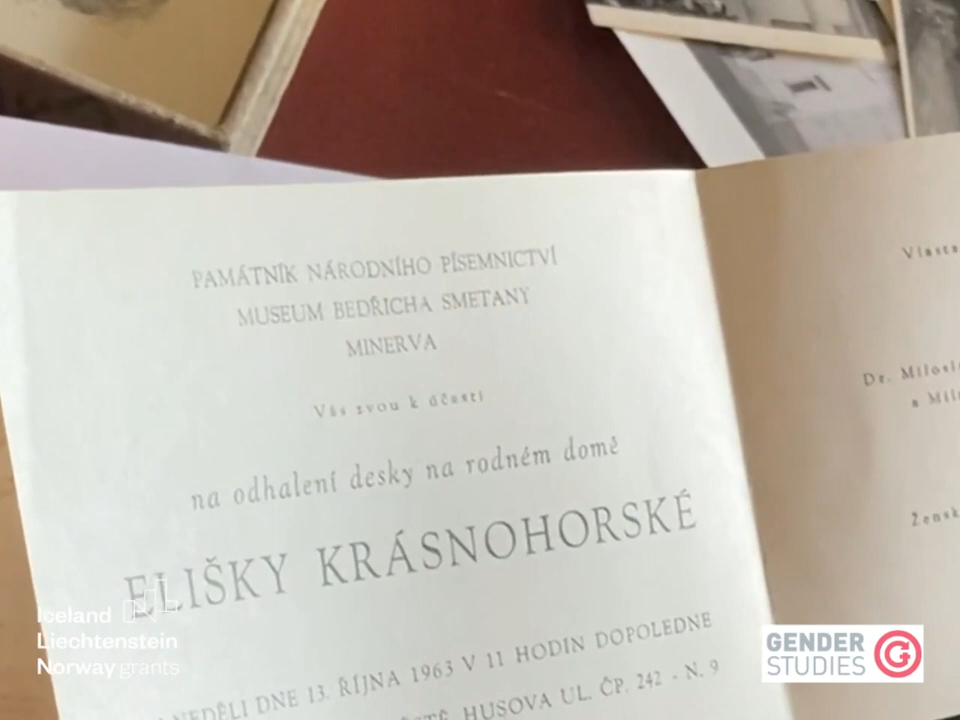 PAMÁTNÍK NÁRODNÍHO PÍSEMNICTVÍ
MUSEUM BEDŘICHA SMETANY
MINERVA
Vás zvou k účasti
na odhalení desky na rodném domě
ELIŠKY KRÁSNOHORSKÉ
NEDĚLI DNE 13. ŘÍJNA 1963 V 11 HODIN DOPOLEDNE
HUSOVA UL. ČP. 242 - N. 9
Dr.
a
Iceland
Liechtenstein
Norway grants
GENDER
STUDIES